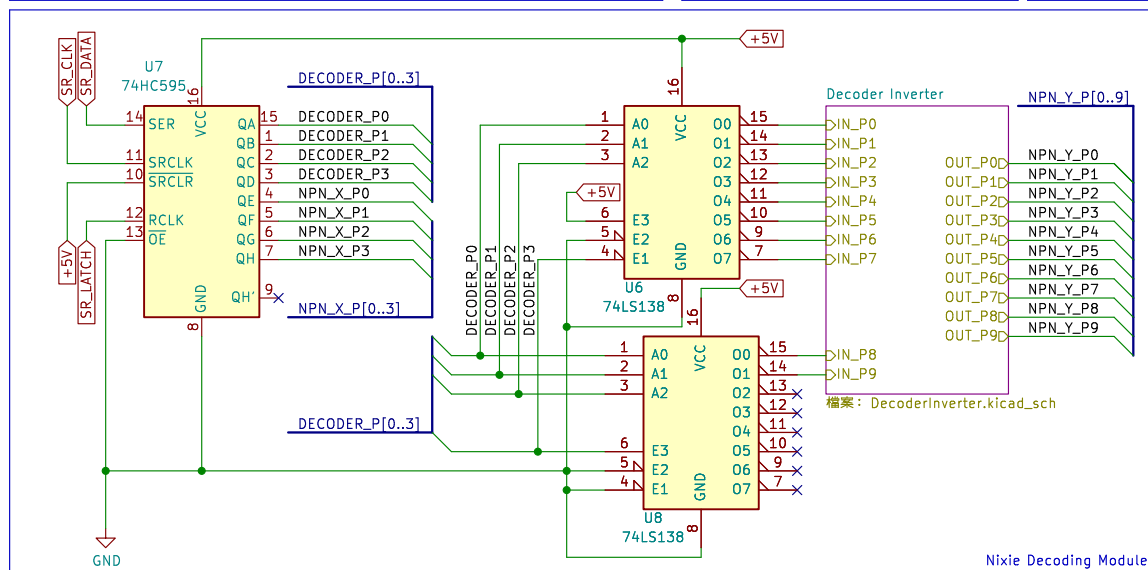 SR_CLK
SR_DATA
U7
74HC595
16
VCC
14 SER
11 SRCLK
10 SRCLR
12 RCLK
13 OE
QA 15
QB 1
QC 2
QD 3
QE 4
QF 5
QG 6
QH 7
QH' 9
GND
8
+5V
SR_LATCH
GND
DECODER_P[0..3]
DECODER_P0
DECODER_P1
DECODER_P2
DECODER_P3
NPN_X_P0
NPN_X_P1
NPN_X_P2
NPN_X_P3
NPN_X_P[0..3]
DECODER_P[0..3]
DECODER_P0
DECODER_P1
DECODER_P2
DECODER_P3
+5V
+5V
16
VCC
1 A0
2 A1
3 A2
6 E3
5 E2
4 E1
O0 15
O1 14
O2 13
O3 12
O4 11
O5 10
O6 9
O7 7
GND
8
U6
74LS138
+5V
16
VCC
1 A0
2 A1
3 A2
6 E3
5 E2
4 E1
O0 15
O1 14
O2 13
O3 12
O4 11
O5 10
O6 9
O7 7
GND
8
U8
74LS138
Decoder Inverter
IN_P0
IN_P1
IN_P2
IN_P3
IN_P4
IN_P5
IN_P6
IN_P7
IN_P8
IN_P9
OUT_P0
OUT_P1
OUT_P2
OUT_P3
OUT_P4
OUT_P5
OUT_P6
OUT_P7
OUT_P8
OUT_P9
檔案: DecoderInverter.kicad_sch
NPN_Y_P[0..9]
NPN_Y_P0
NPN_Y_P1
NPN_Y_P2
NPN_Y_P3
NPN_Y_P4
NPN_Y_P5
NPN_Y_P6
NPN_Y_P7
NPN_Y_P8
NPN_Y_P9
Nixie Decoding Module